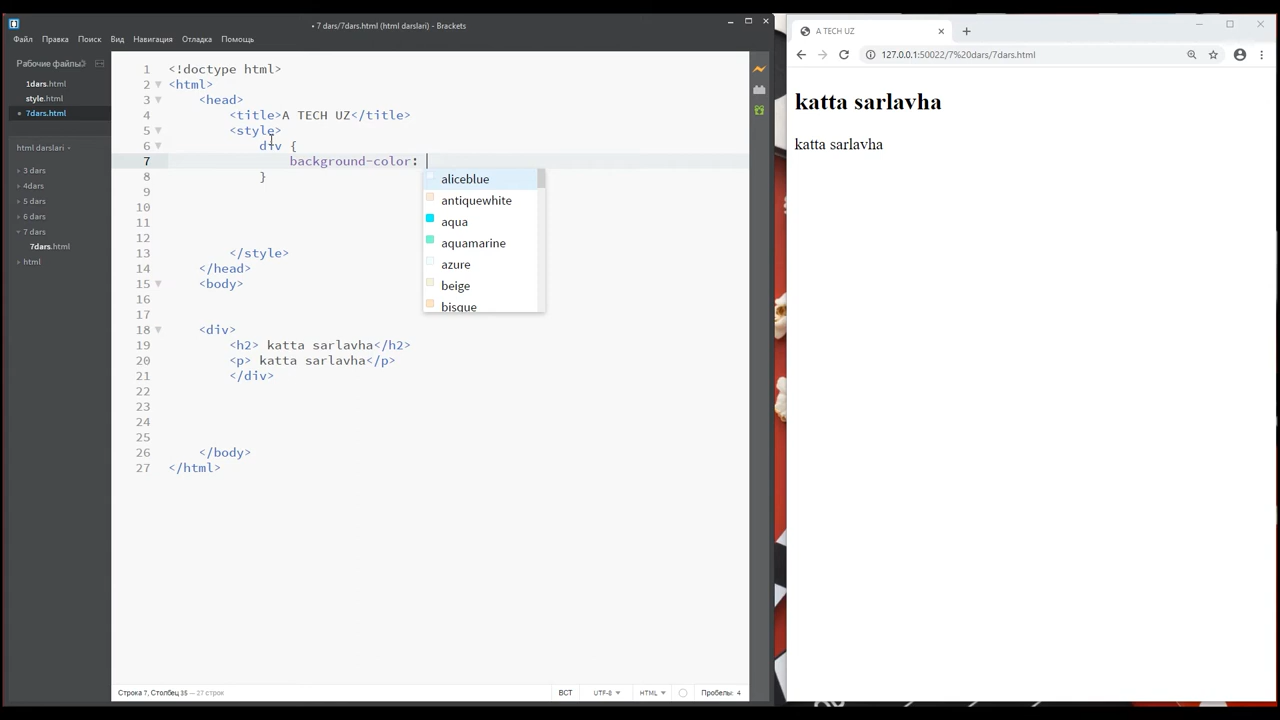 • 7 dars/7dars.html (html darslari) - Brackets
Файл Правка Поиск Вид Навигация Отладка Помощь
Рабочие файлы
1dars.html
style.html
• 7dars.html
html darslari
3 dars
4dars
5 dars
6 dars
7 dars
7dars.html
html
1 <!doctype html>
2 <html>
3 <head>
4 <title>A TECH UZ</title>
5 <style>
6 div {
7 background-color:
8 }
9
10
11
12
13 </style>
14 </head>
15 <body>
16
17
18 <div>
19 <h2> katta sarlavha</h2>
20 <p> katta sarlavha</p>
21 </div>
22
23
24
25
26 </body>
27 </html>
aliceblue
antiquewhite
aqua
aquamarine
azure
beige
bisque
Строка 7, Столбец 35 — 27 строк
ВСТ UTF-8 HTML Пробелы: 4
A TECH UZ
127.0.0.1:50022/7%20dars/7dars.html
katta sarlavha
katta sarlavha